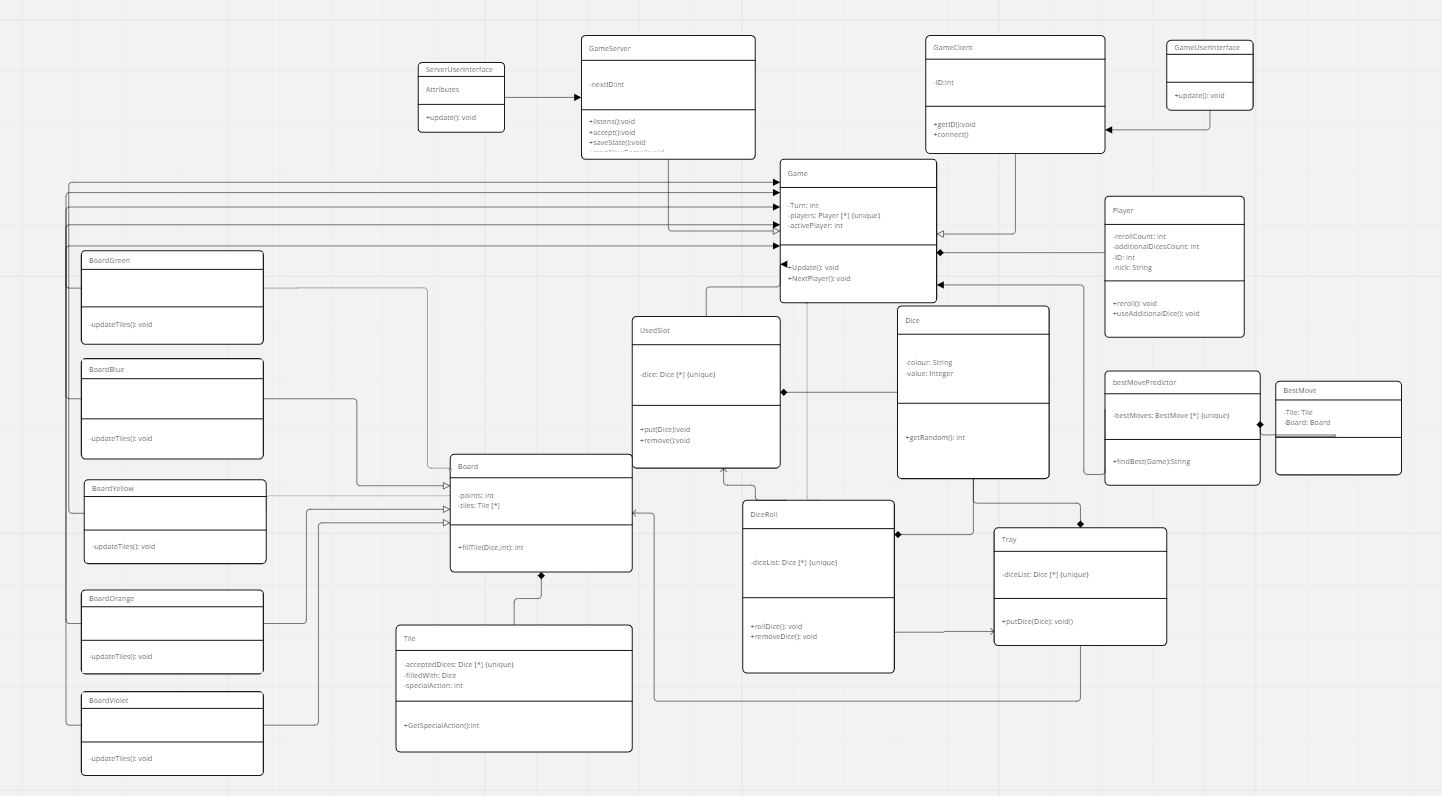 ServerUserInterface
Attributes
+update(): void
GameServer
-nextID:int
+listens():void
+accept():void
+saveState():void
GameClient
-ID:int
+getID():void
+connect()
GameUserInterface
+update(): void
Game
-Turn: int
-players: Player [*] {unique}
-activePlayer: int
+Update(): void
+NextPlayer(): void
Player
-rerollCount: int
-additionalDicesCount: int
-ID: int
-nick: String
+reroll(): void
+useAdditionalDice(): void
BoardGreen
-updateTiles(): void
BoardBlue
-updateTiles(): void
BoardYellow
-updateTiles(): void
BoardOrange
-updateTiles(): void
BoardViolet
-updateTiles(): void
UsedSlot
-dice: Dice [*] {unique}
+put(Dice):void
+remove():void
Dice
-colour: String
-value: Integer
+getRandom(): int
bestMovePredictor
-bestMoves: BestMove [*] {unique}
+findBest(Game):String
BestMove
-Tile: Tile
-Board: Board
Board
-points: int
-tiles: Tile [*]
+fillTile(Dice,int): int
DiceRoll
-diceList: Dice [*] {unique}
+rollDice(): void
+removeDice(): void
Tray
-diceList: Dice [*] {unique}
+putDice(Dice): void()
Tile
-acceptedDices: Dice [*] {unique}
-filledWith: Dice
-specialAction: int
+GetSpecialAction():int